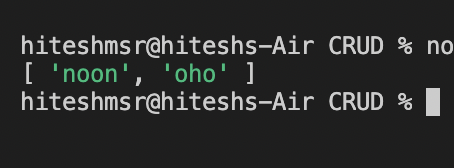 hiteshmsr@hiteshs-Air CRUD % no
[ 'noon', 'oho' ]
hiteshmsr@hiteshs-Air CRUD %